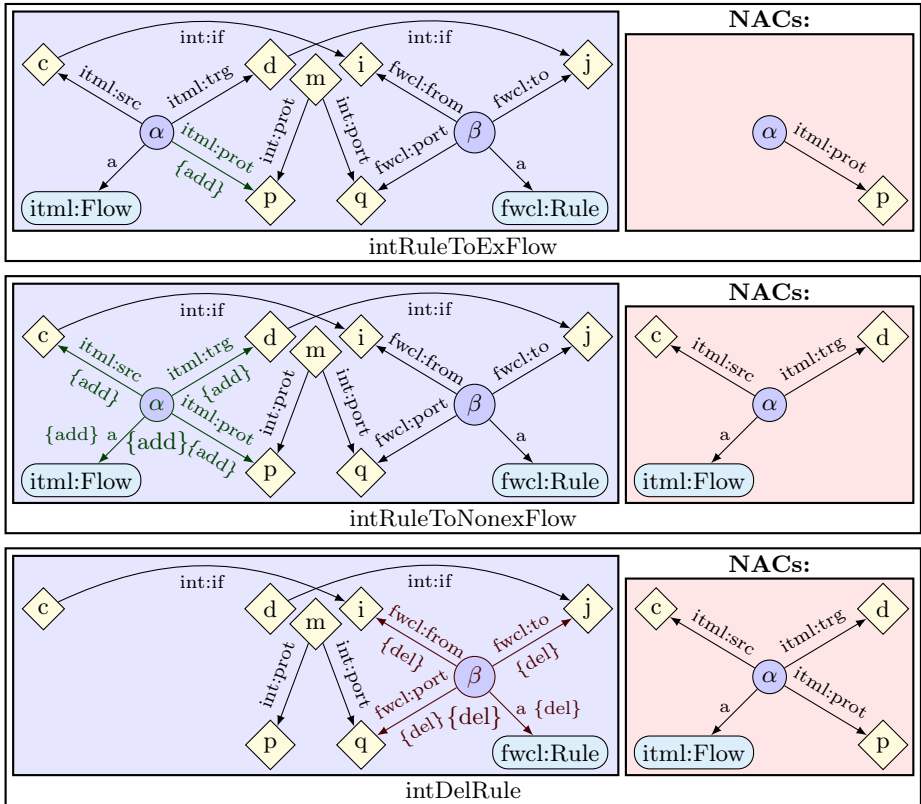 NACs:
int:if
int:if
c
d
i
j
m
itml:src
itml:trg
fwcl:from
fwcl:to
α
β
α
int:prot
int:port
itml:prot
{add}
fwcl:port
itml:prot
a
a
itml:Flow
p
q
fwcl:Rule
p
intRuleToExFlow
NACs:
int:if
int:if
c
d
i
j
c
d
m
itml:src
{add}
itml:trg
{add}
fwcl:from
fwcl:to
itml:src
itml:trg
α
β
α
int:prot
int:port
itml:prot
{add}
fwcl:port
{add} a
{add}
a
a
itml:Flow
p
q
fwcl:Rule
itml:Flow
intRuleToNonexFlow
NACs:
int:if
int:if
c
d
i
j
c
d
m
fwcl:from
{del}
fwcl:to
{del}
itml:src
itml:trg
β
α
int:prot
int:port
fwcl:port
{del}
{del}
a {del}
itml:prot
a
p
q
fwcl:Rule
itml:Flow
p
intDelRule